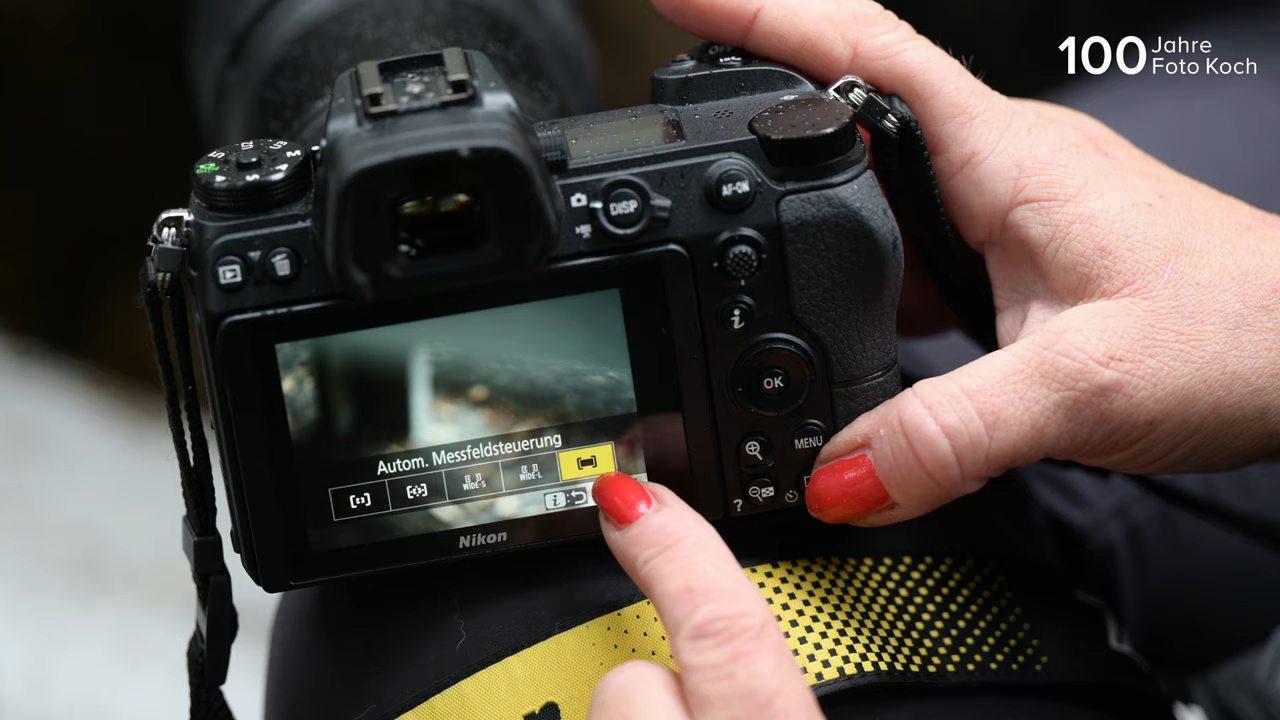 100 Jahre
Foto Koch
DISP
AF-ON
i
OK
MENU
?
Autom. Messfeldsteuerung
WIDE-S
WIDE-L
i
Nikon
M
S